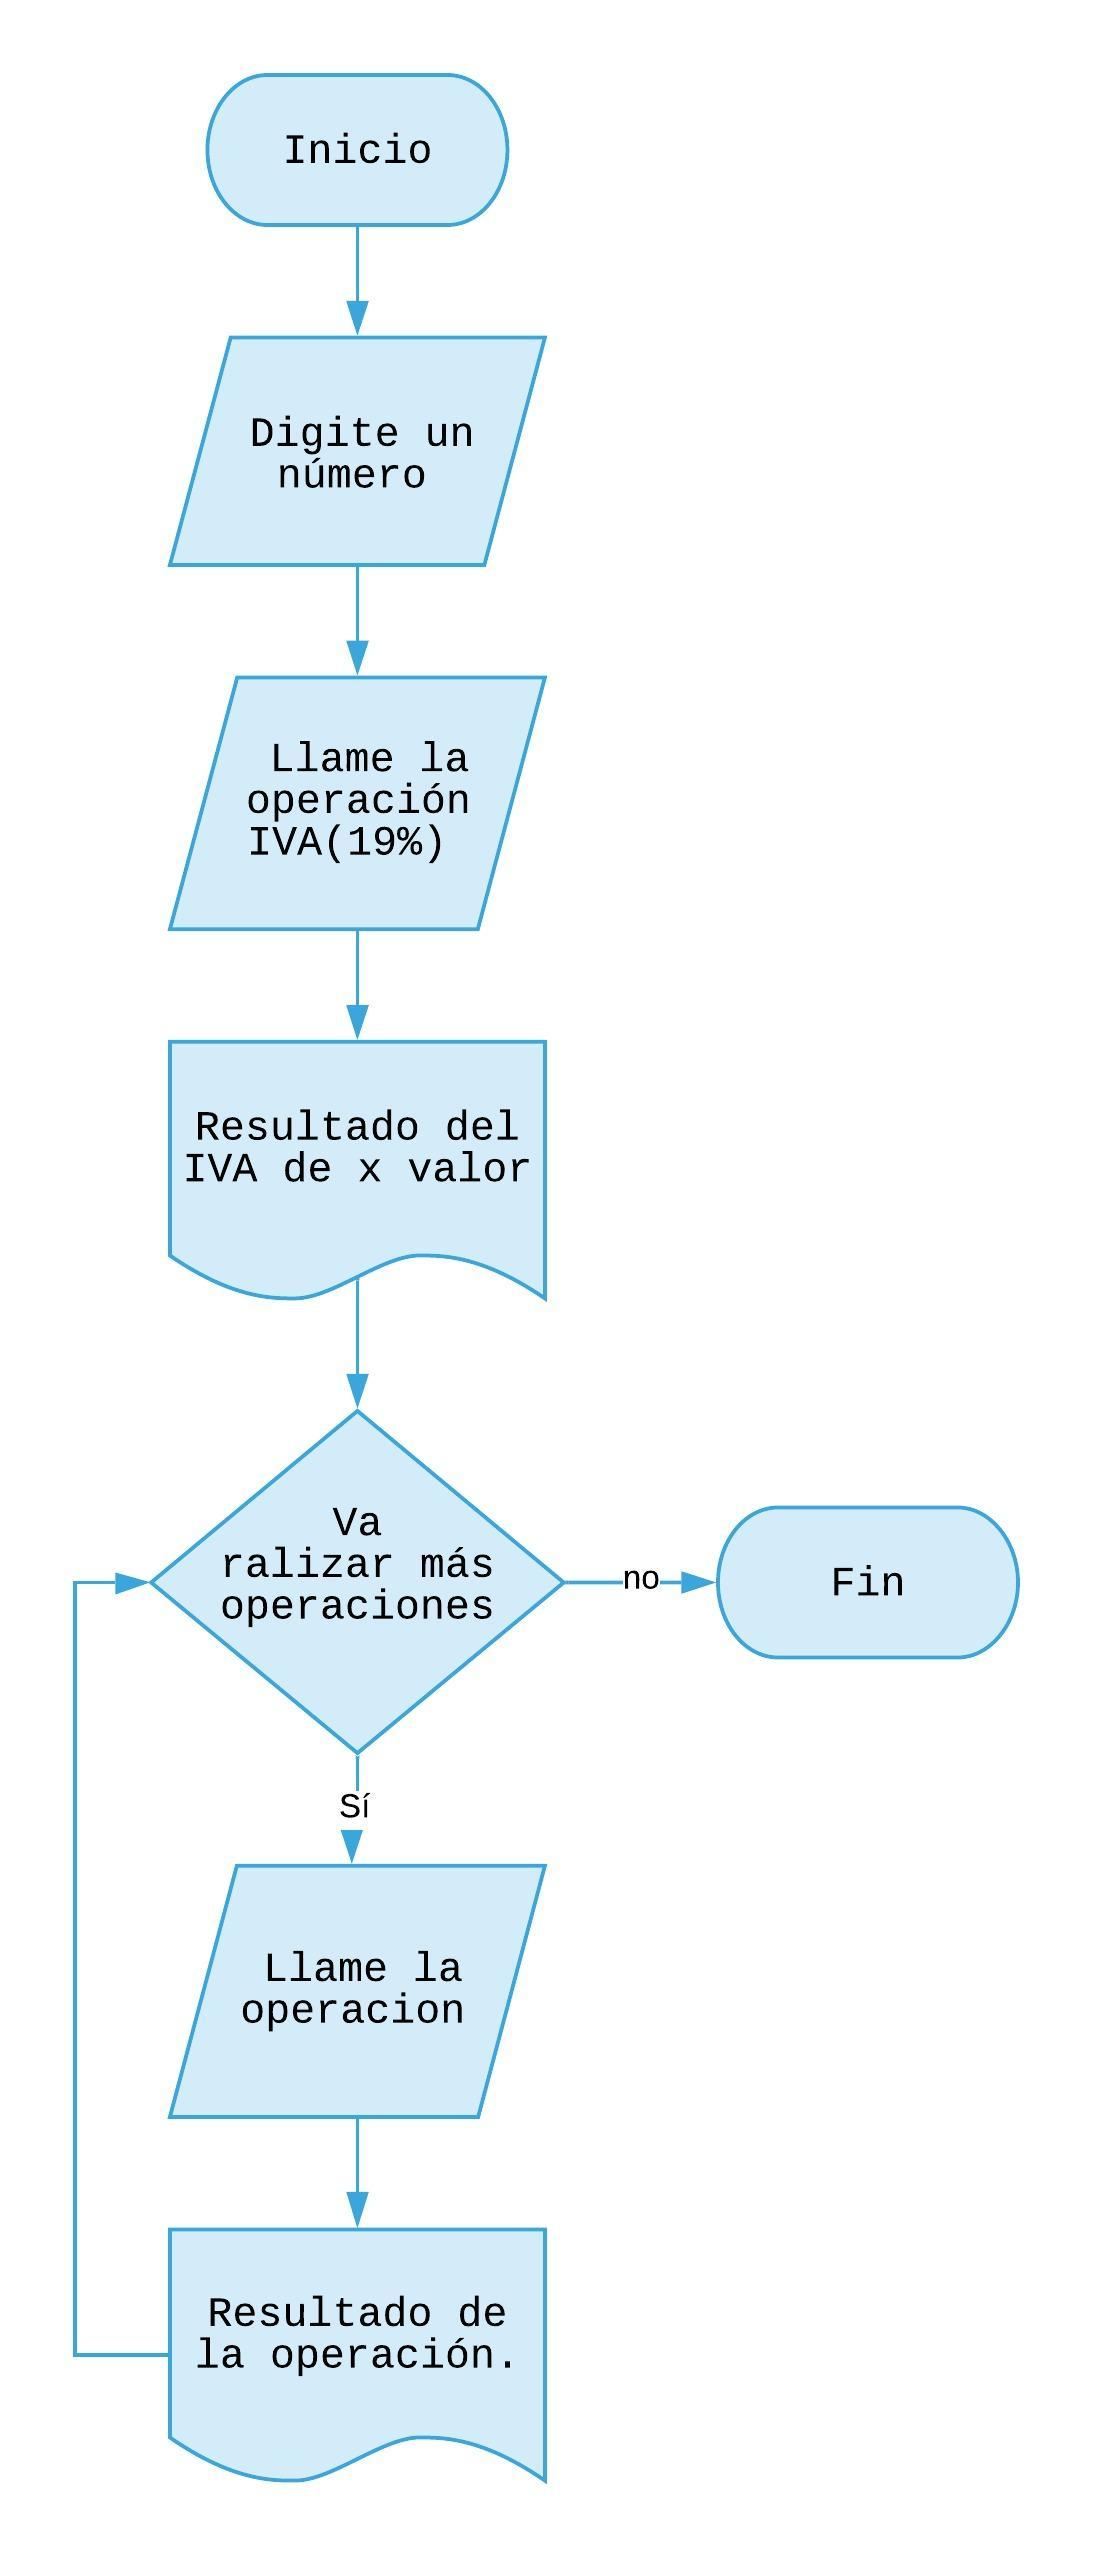 Inicio
Digite un
número
Llame la
operación
IVA(19%)
Resultado del
IVA de x valor
Va
ralizar más
operaciones
no
Fin
Sí
Llame la
operacion
Resultado de
la operación.